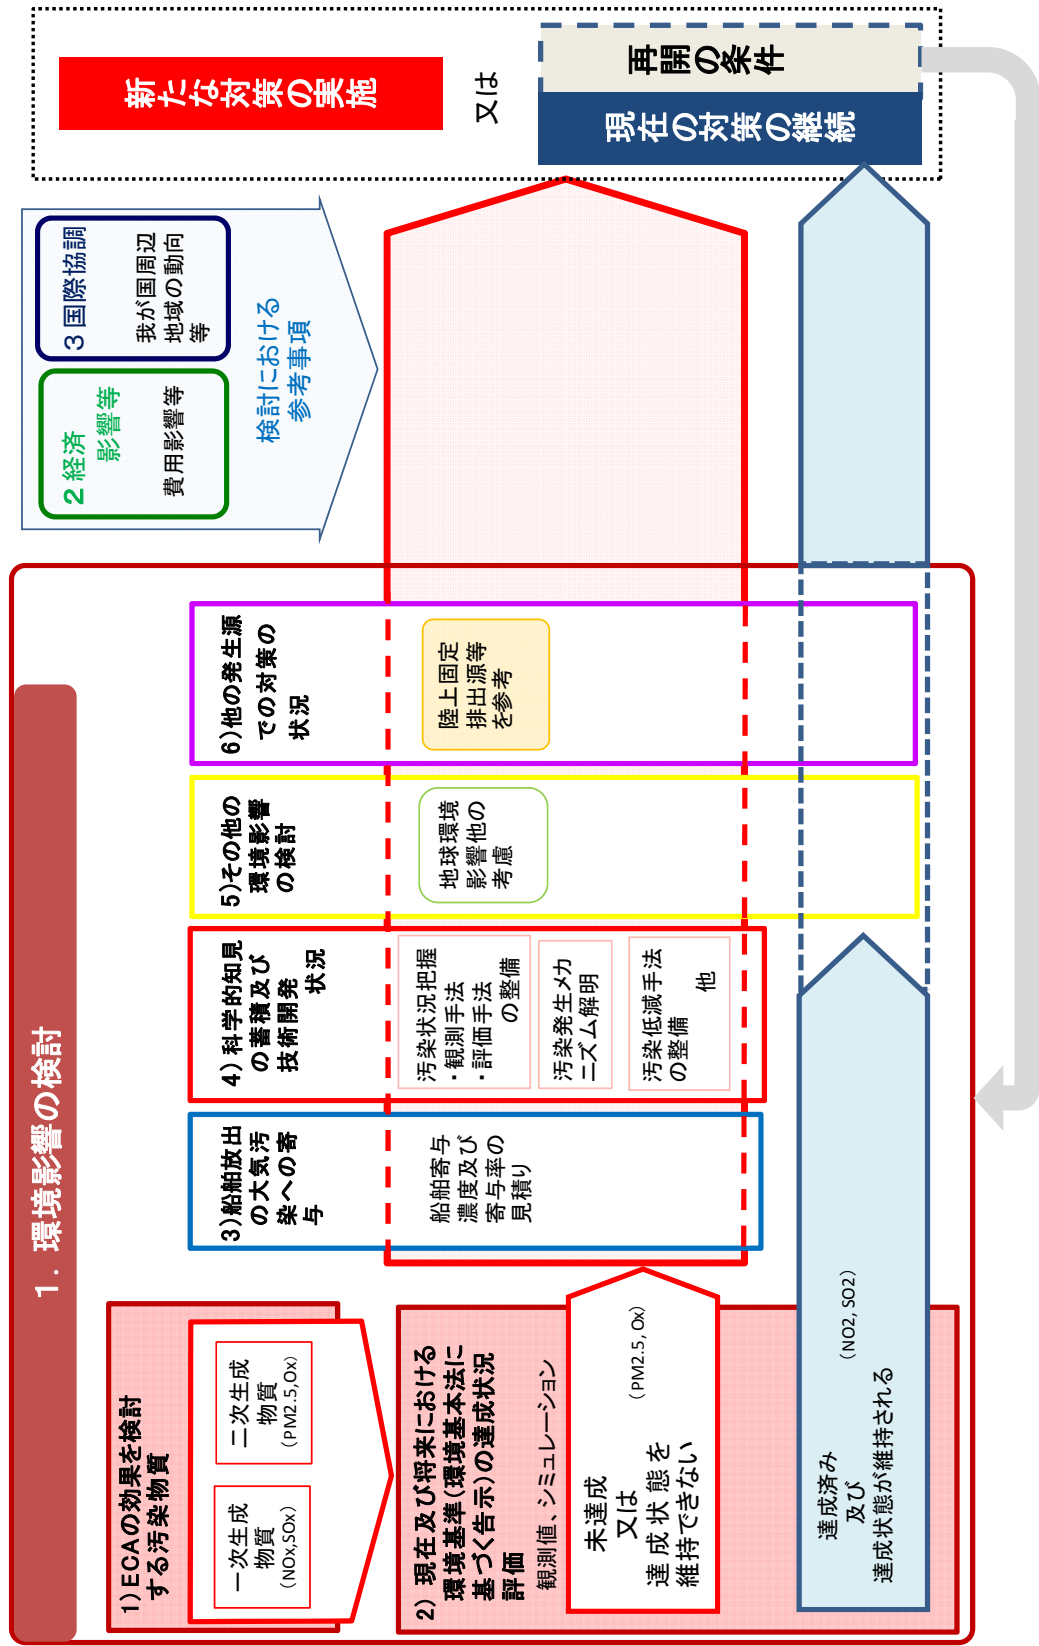 1．環境影響の検討
1)ECAの効果を検討
する汚染物質
一次生成
物質
(NOx,SOx)
二次生成
物質
(PM2.5,Ox)
2) 現在及び将来における
環境基準(環境基本法に
基づく告示)の達成状況
評価
観測値、シミュレーション
未達成
又は
達成状態を
維持できない
(PM2.5, Ox)
達成済み
及び
達成状態が維持される
(NO2, SO2)
3)船舶放出
の大気汚
染への寄
与
船舶寄与
濃度及び
寄与率の
見積り
4) 科学的知見
の蓄積及び
技術開発
状況
汚染状況把握
・観測手法
・評価手法
の整備
汚染発生メカ
ニズム解明
汚染低減手法
の整備
他
5)その他の
環境影響
の検討
地球環境
影響他の
考慮
6)他の発生源
での対策の
状況
陸上固定
排出源等
を参考
2 経済
影響等
費用影響等
3 国際協調
我が国周辺
地域の動向
等
検討における
参考事項
新たな対策の実施
又は
再開の条件
現在の対策の継続